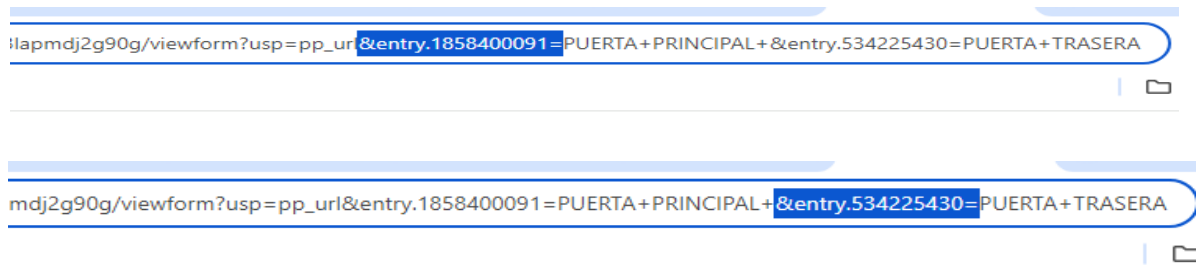 3lapmdj2g90g/viewform?usp=pp_url&entry.1858400091=PUERTA+PRINCIPAL+&entry.534225430=PUERTA+TRASERA
mdj2g90g/viewform?usp=pp_url&entry.1858400091=PUERTA+PRINCIPAL+&entry.534225430=PUERTA+TRASERA